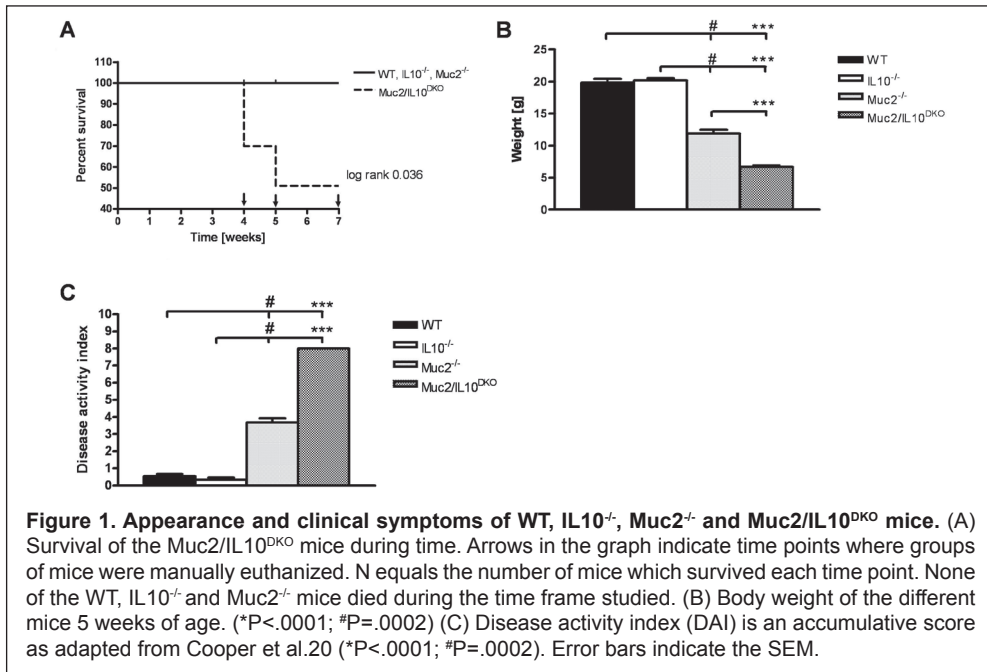 A
110
100
90
80
70
60
50
40
Percent survival
0 1 2 3 4 5 6 7
Time [weeks]
WT, IL10-/-, Muc2-/-
Muc2/IL10DKO
log rank 0.036
B
# ***
# ***
***
25
20
15
10
5
0
Weight [g]
WT
IL10-/-
Muc2-/-
Muc2/IL10DKO
C
# ***
# ***
10
9
8
7
6
5
4
3
2
1
0
Disease activity index
WT
IL10-/-
Muc2-/-
Muc2/IL10DKO
Figure 1. Appearance and clinical symptoms of WT, IL10-/-, Muc2-/- and Muc2/IL10DKO mice. (A)
Survival of the Muc2/IL10DKO mice during time. Arrows in the graph indicate time points where groups
of mice were manually euthanized. N equals the number of mice which survived each time point. None
of the WT, IL10-/- and Muc2-/- mice died during the time frame studied. (B) Body weight of the different
mice 5 weeks of age. (*P<.0001; #P=.0002) (C) Disease activity index (DAI) is an accumulative score
as adapted from Cooper et al.20 (*P<.0001; #P=.0002). Error bars indicate the SEM.